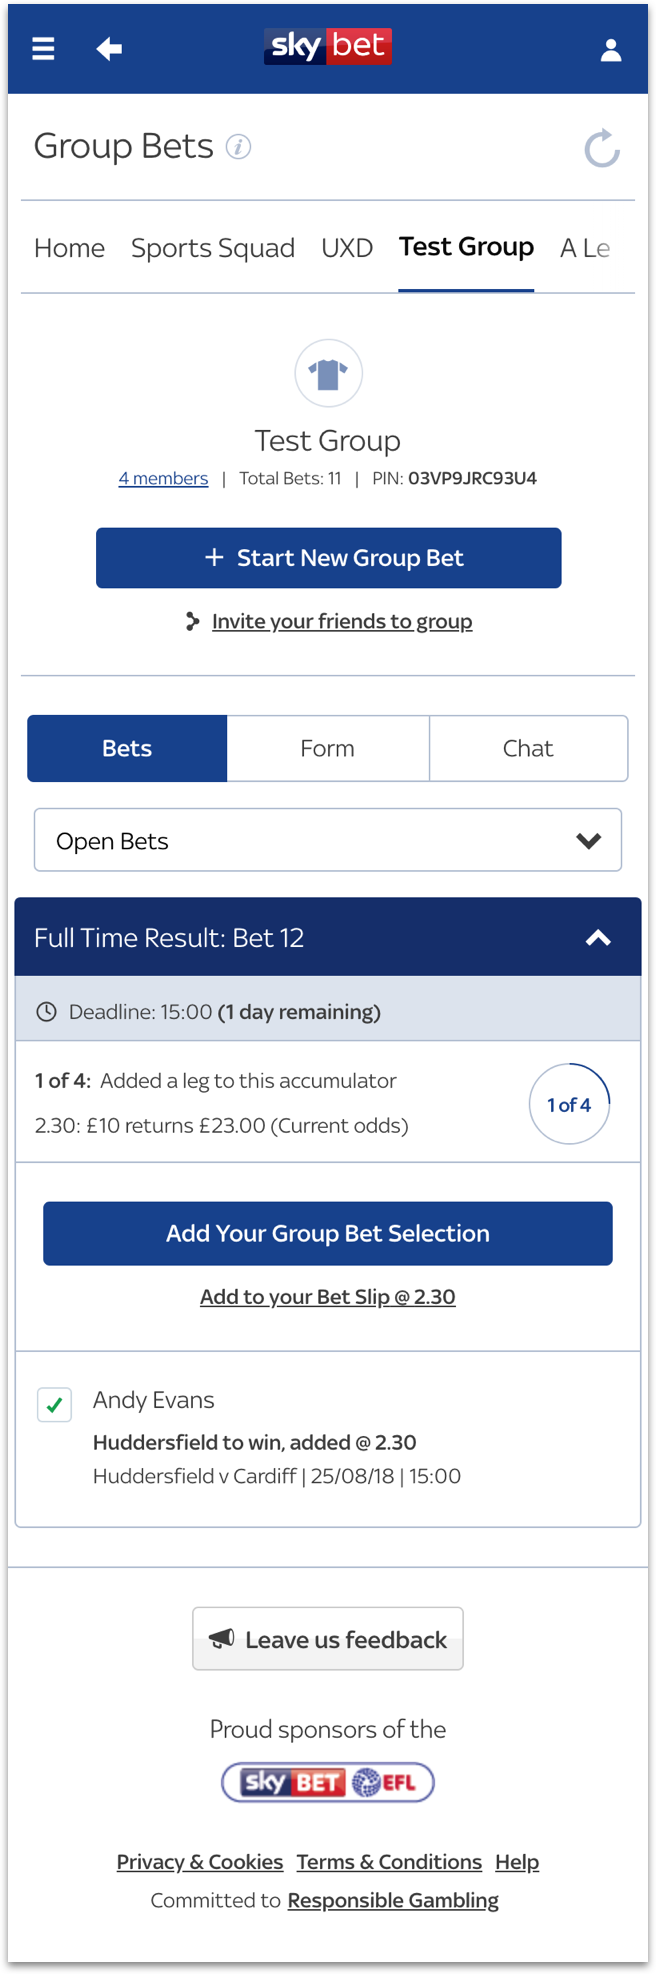 sky bet
Group Bets i
Home Sports Squad UXD Test Group A Le
Test Group
4 members | Total Bets: 11 | PIN: 03VP9JRC93U4
+ Start New Group Bet
Invite your friends to group
Bets Form Chat
Open Bets
Full Time Result: Bet 12
Deadline: 15:00 (1 day remaining)
1 of 4: Added a leg to this accumulator
2.30: £10 returns £23.00 (Current odds)
1 of 4
Add Your Group Bet Selection
Add to your Bet Slip @ 2.30
Andy Evans
Huddersfield to win, added @ 2.30
Huddersfield v Cardiff | 25/08/18 | 15:00
Leave us feedback
Proud sponsors of the
sky BET EFL
Privacy & Cookies Terms & Conditions Help
Committed to Responsible Gambling